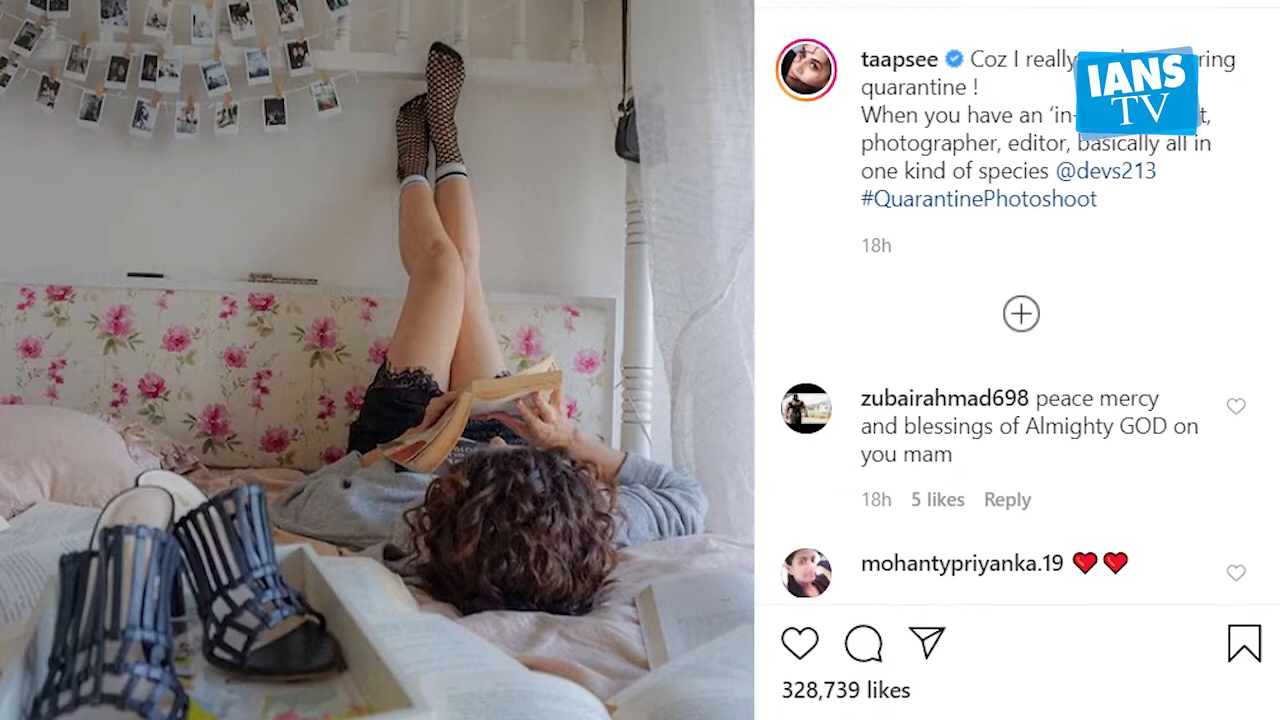 IANS
TV
taapsee Coz I really ring
quarantine !
When you have an ‘in- t,
photographer, editor, basically all in
one kind of species @devs213
#QuarantinePhotoshoot
18h
zubairahmad698 peace mercy
and blessings of Almighty GOD on
you mam
18h 5 likes Reply
mohantypriyanka.19 ❤️❤️
328,739 likes